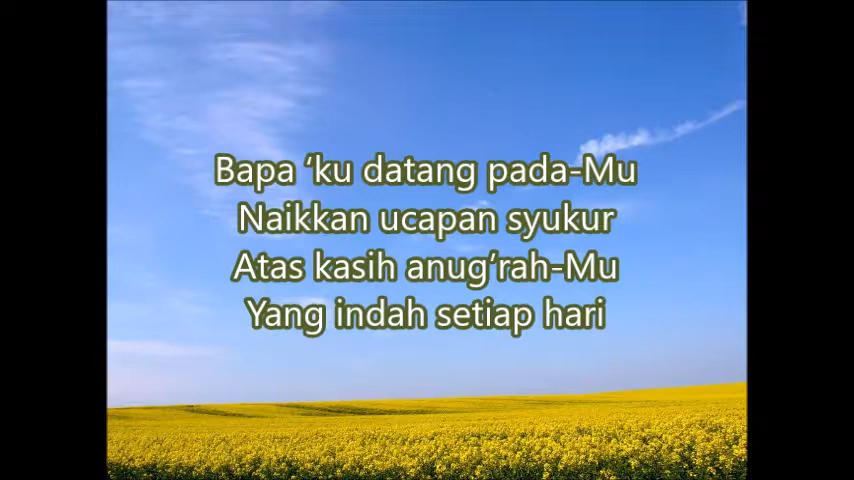 Bapa ‘ku datang pada-Mu
Naikkan ucapan syukur
Atas kasih anug’rah-Mu
Yang indah setiap hari